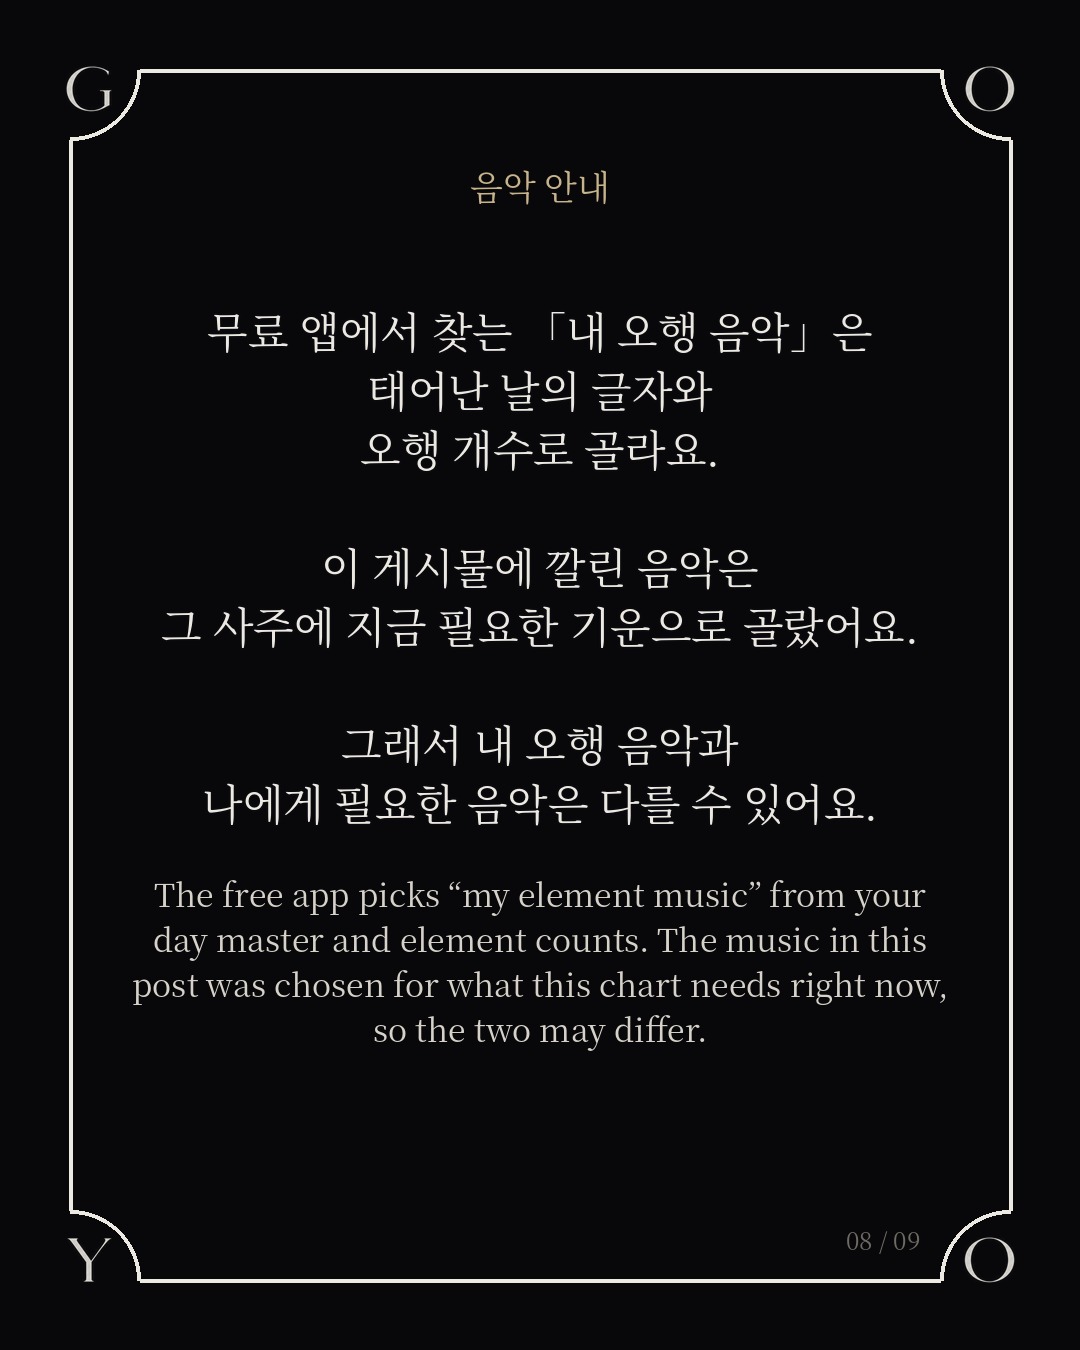 G O
음악 안내
무료 앱에서 찾는 「내 오행 음악」은
태어난 날의 글자와
오행 개수로 골라요.
이 게시물에 깔린 음악은
그 사주에 지금 필요한 기운으로 골랐어요.
그래서 내 오행 음악과
나에게 필요한 음악은 다를 수 있어요.
The free app picks “my element music” from your
day master and element counts. The music in this
post was chosen for what this chart needs right now,
so the two may differ.
08 / 09
Y O